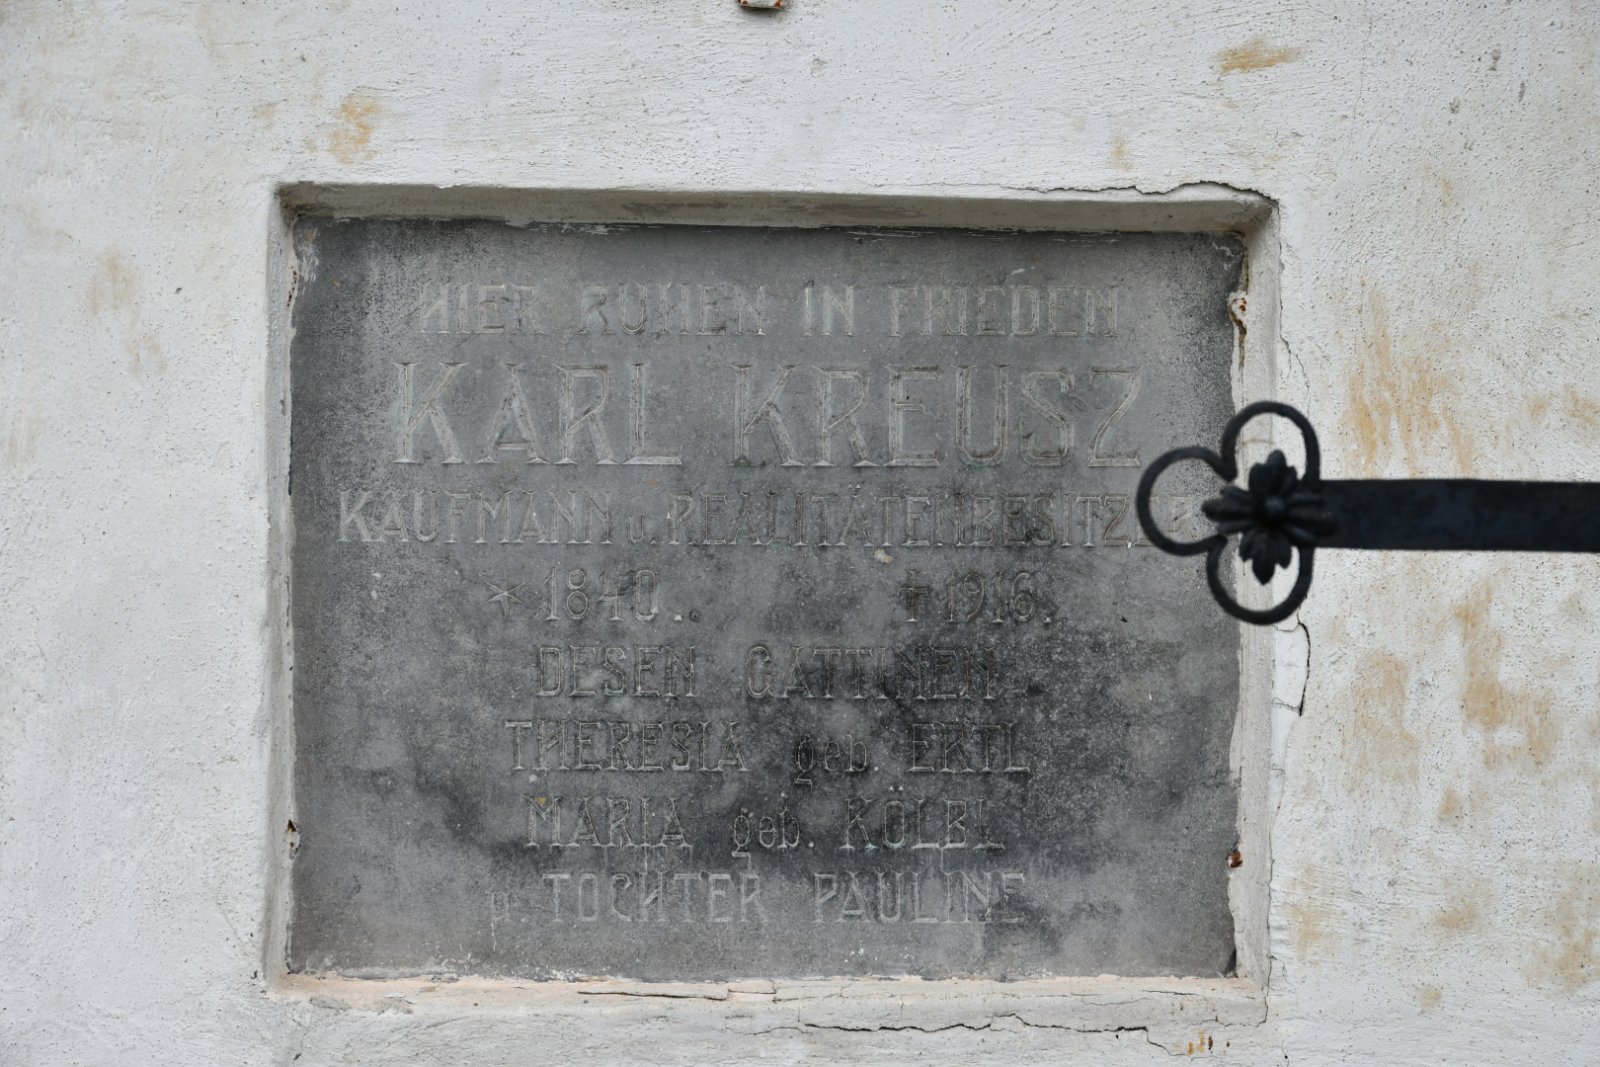 HIER RUHEN IN FRIEDEN
KARL KREUSZ
KAUFMANN u. REALITÄTENBESITZER
* 1840. † 1916.
DESEN GATTINEN
THERESIA geb. ERTL
MARIA geb. KÖLBL
u. TOCHTER PAULINE